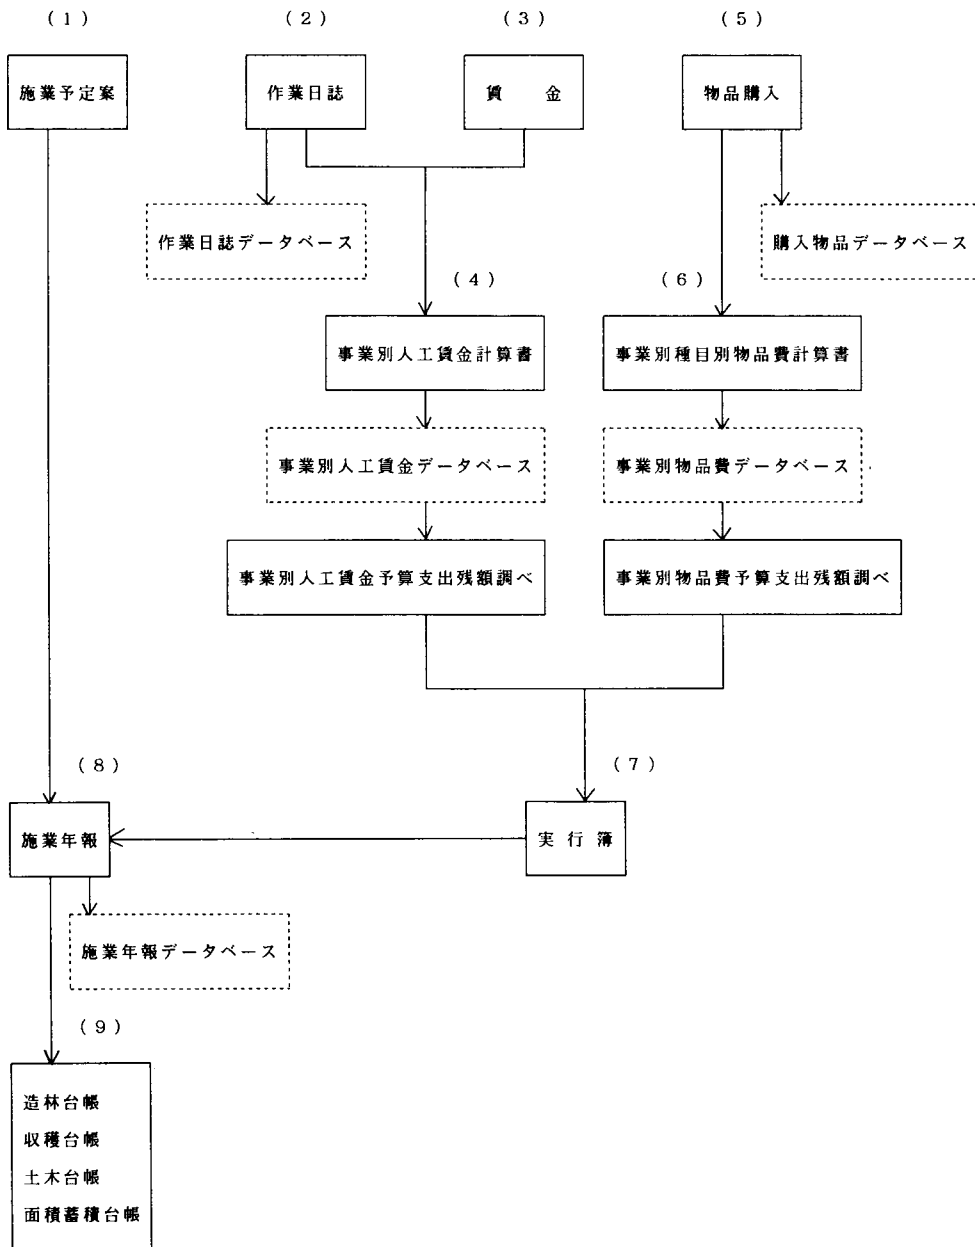 (1)
(2)
(3)
(5)
施業予定案
作業日誌
賃 金
物品購入
作業日誌データベース
購入物品データベース
(4)
(6)
事業別人工賃金計算書
事業別種目別物品費計算書
事業別人工賃金データベース
事業別物品費データベース
事業別人工賃金予算支出残額調べ
事業別物品費予算支出残額調べ
(8)
(7)
施業年報
実行簿
施業年報データベース
(9)
造林台帳
収穫台帳
土木台帳
面積蓄積台帳